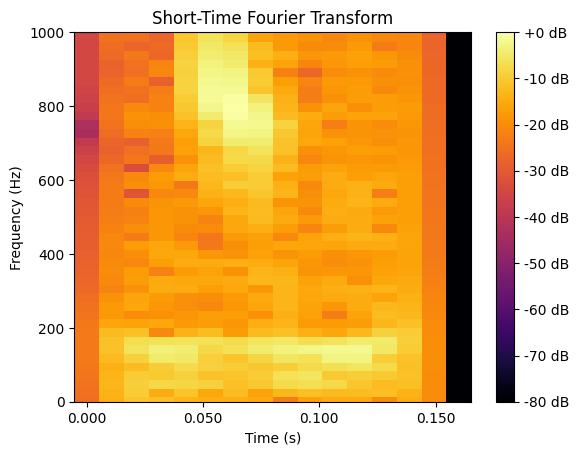 Short-Time Fourier Transform
1000
800
600
400
200
0
Frequency (Hz)
0.000
0.050
0.100
0.150
Time (s)
+0 dB
-10 dB
-20 dB
-30 dB
-40 dB
-50 dB
-60 dB
-70 dB
-80 dB